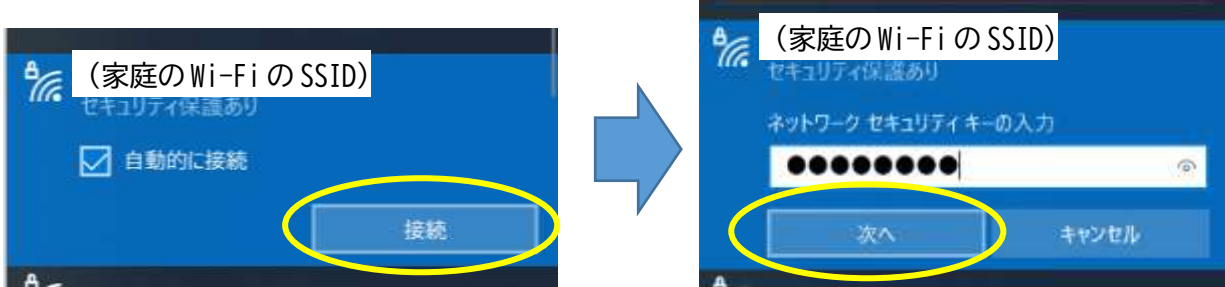 (家庭のWi-FiのSSID)
セキュリティ保護あり
自動的に接続
接続
(家庭のWi-FiのSSID)
セキュリティ保護あり
ネットワーク セキュリティ キーの入力
●●●●●●●●
次へ
キャンセル